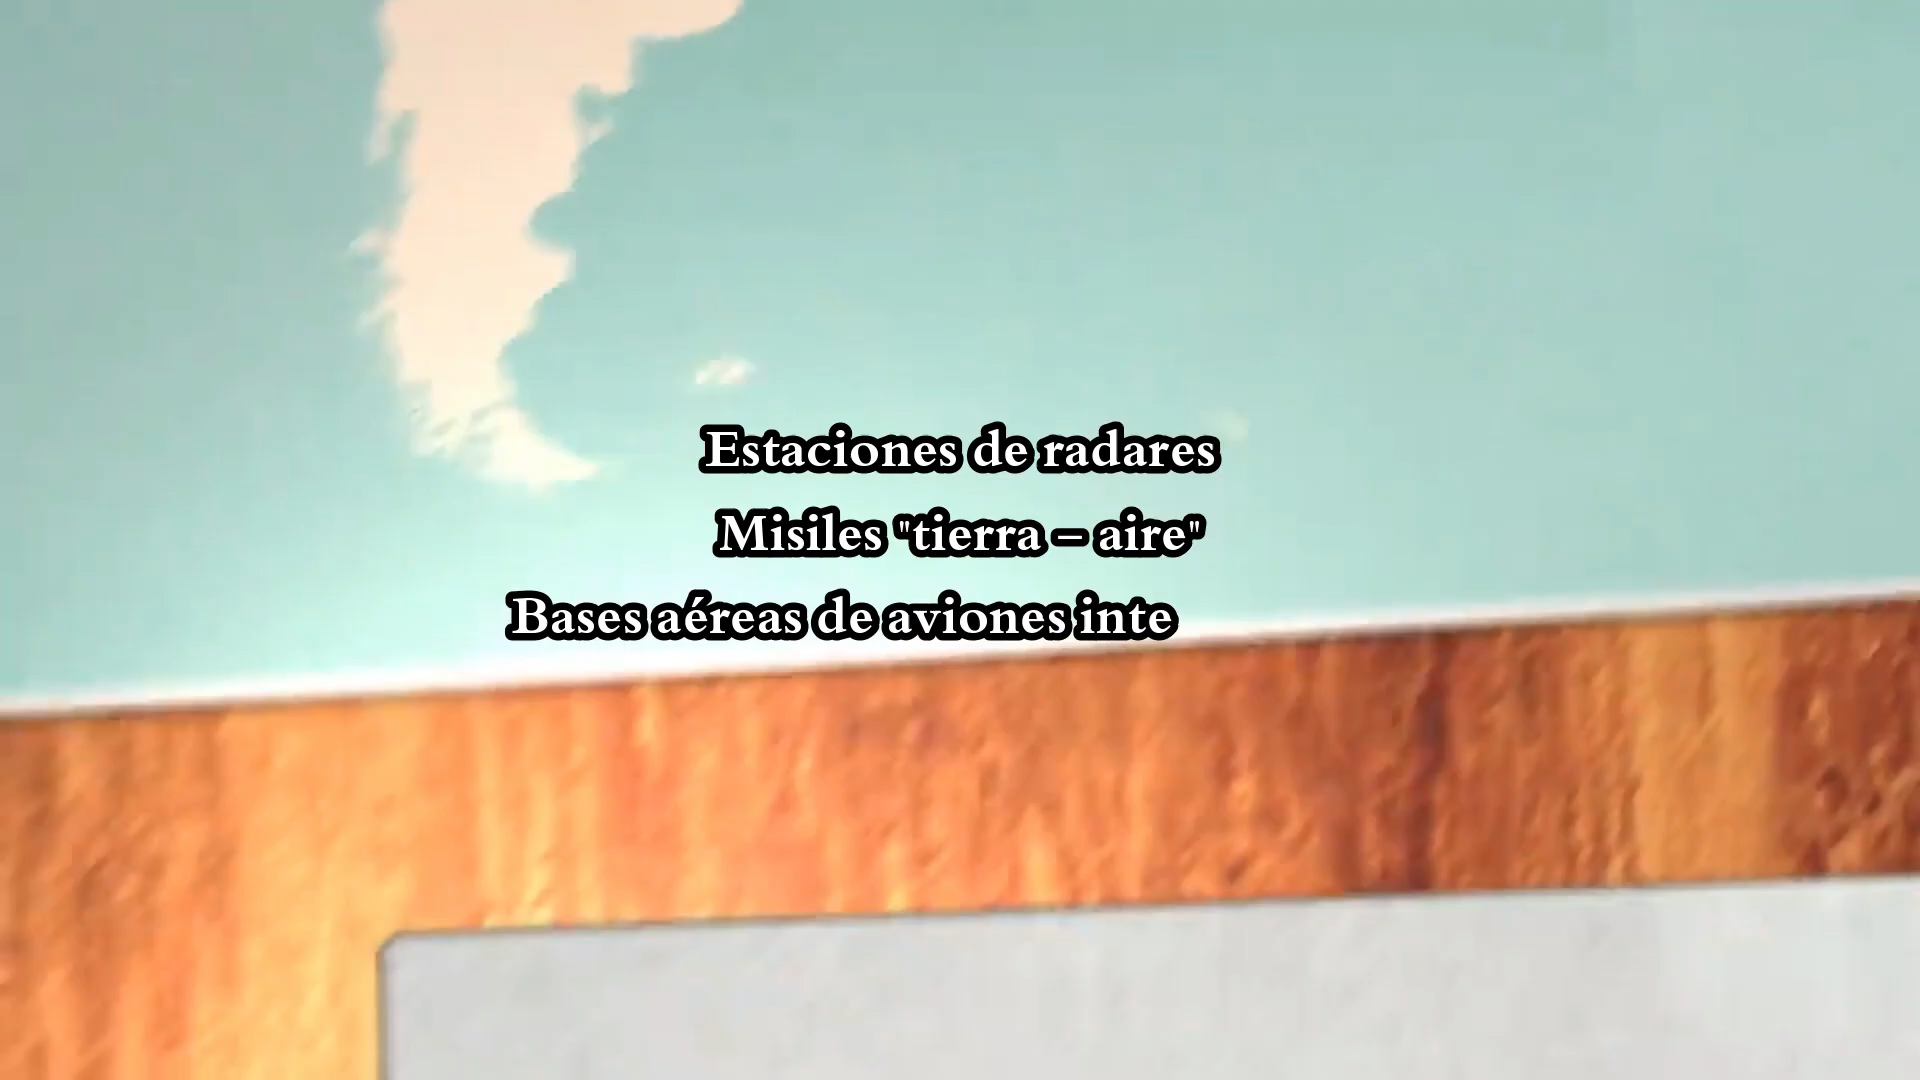 Estaciones de radares
Misiles "tierra – aire"
Bases aéreas de aviones inte